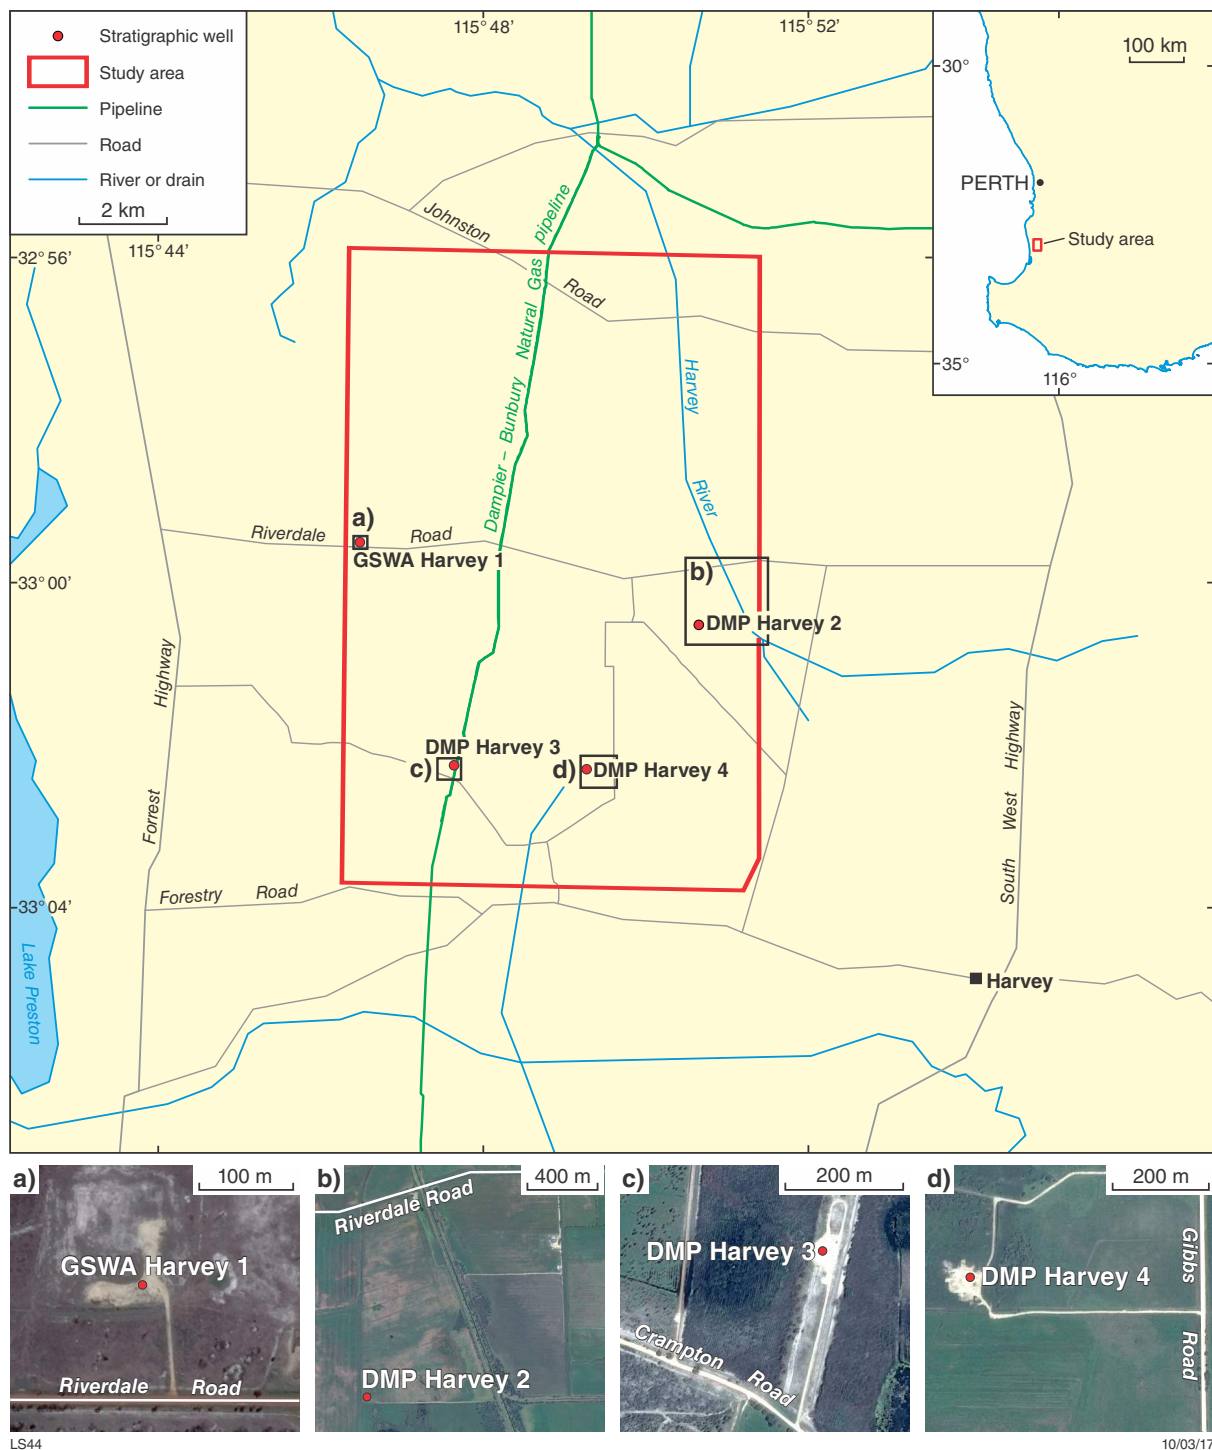 115° 48'
115° 52'
Stratigraphic well
Study area
Pipeline
Road
River or drain
2 km
100 km
30°
PERTH
Study area
35°
116°
115° 44'
32° 56'
Johnston
Road
Dampier – Bunbury Natural Gas pipeline
Harvey
River
a)
Riverdale Road
GSWA Harvey 1
33° 00'
b)
DMP Harvey 2
Highway
Forrest
DMP Harvey 3
c)
d)
DMP Harvey 4
South West Highway
Forestry Road
33° 04'
Lake Preston
Harvey
a)
100 m
GSWA Harvey 1
Riverdale Road
b)
400 m
Riverdale Road
DMP Harvey 2
c)
200 m
DMP Harvey 3
Crampton Road
d)
200 m
Gibbs Road
DMP Harvey 4
LS44
10/03/17